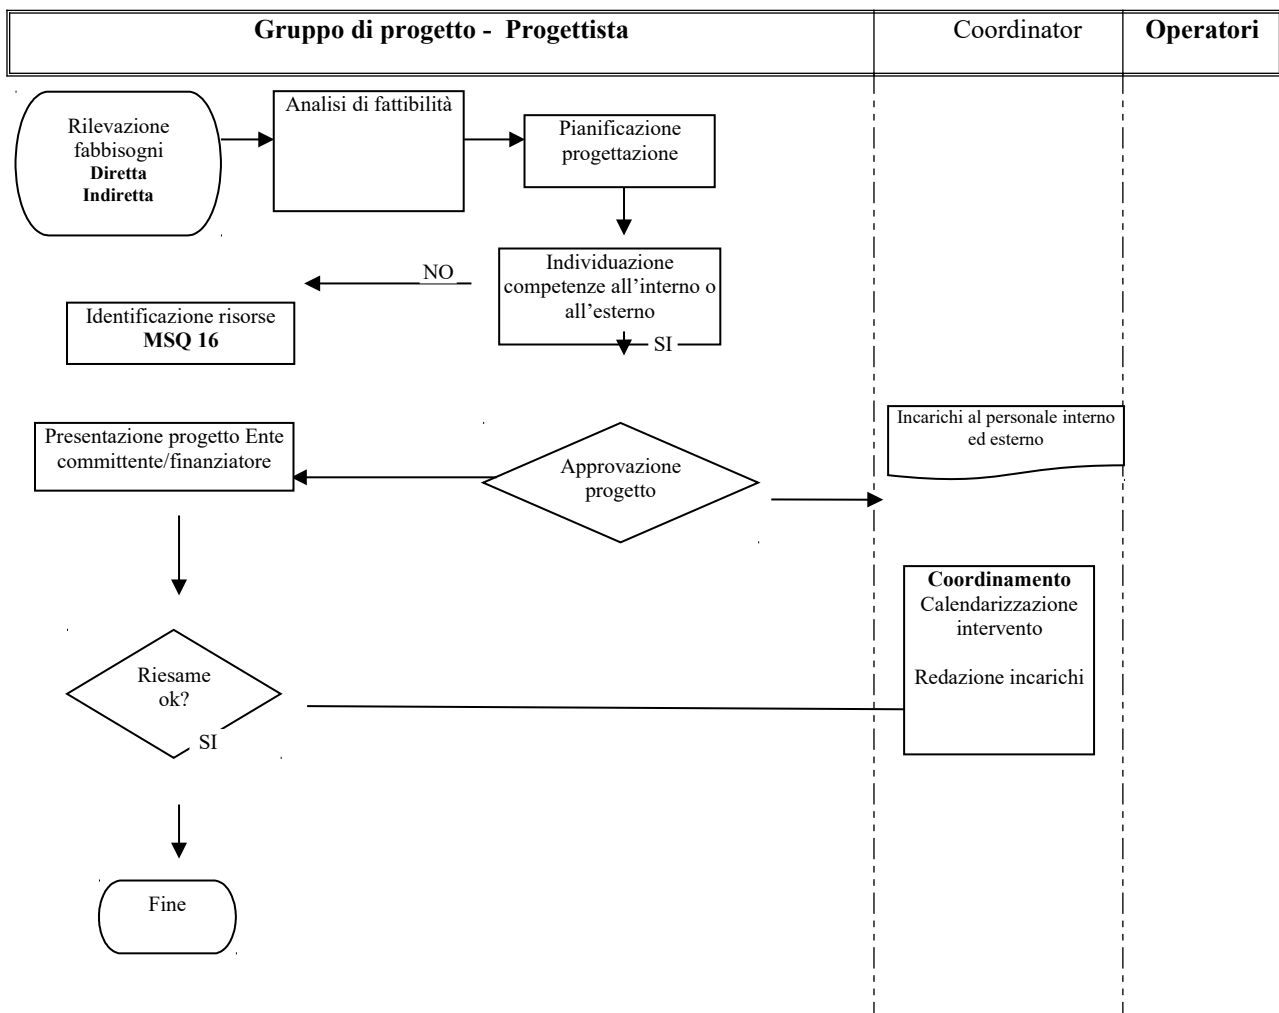 Gruppo di progetto - Progettista
Coordinator
Operatori
Rilevazione
fabbisogni
Diretta
Indiretta
Analisi di fattibilità
Pianificazione
progettazione
Individuazione
competenze all’interno o
all’esterno
NO
SI
Identificazione risorse
MSQ 16
Presentazione progetto Ente
committente/finanziatore
Approvazione
progetto
Incarichi al personale interno
ed esterno
Coordinamento
Calendarizzazione
intervento
Redazione incarichi
Riesame
ok?
SI
Fine